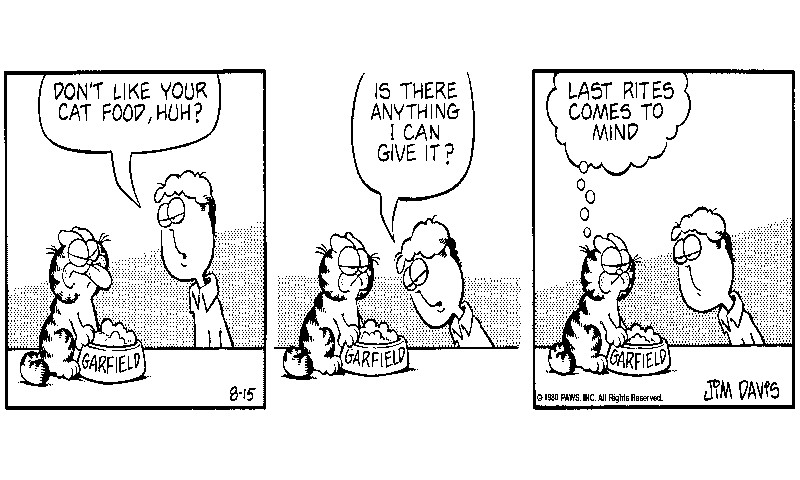 DON'T LIKE YOUR
CAT FOOD, HUH?
GARFIELD
8-15
IS THERE
ANYTHING
I CAN
GIVE IT?
GARFIELD
LAST RITES
COMES TO
MIND
GARFIELD
© 1980 PAWS, INC. All Rights Reserved.
JIM DAVIS